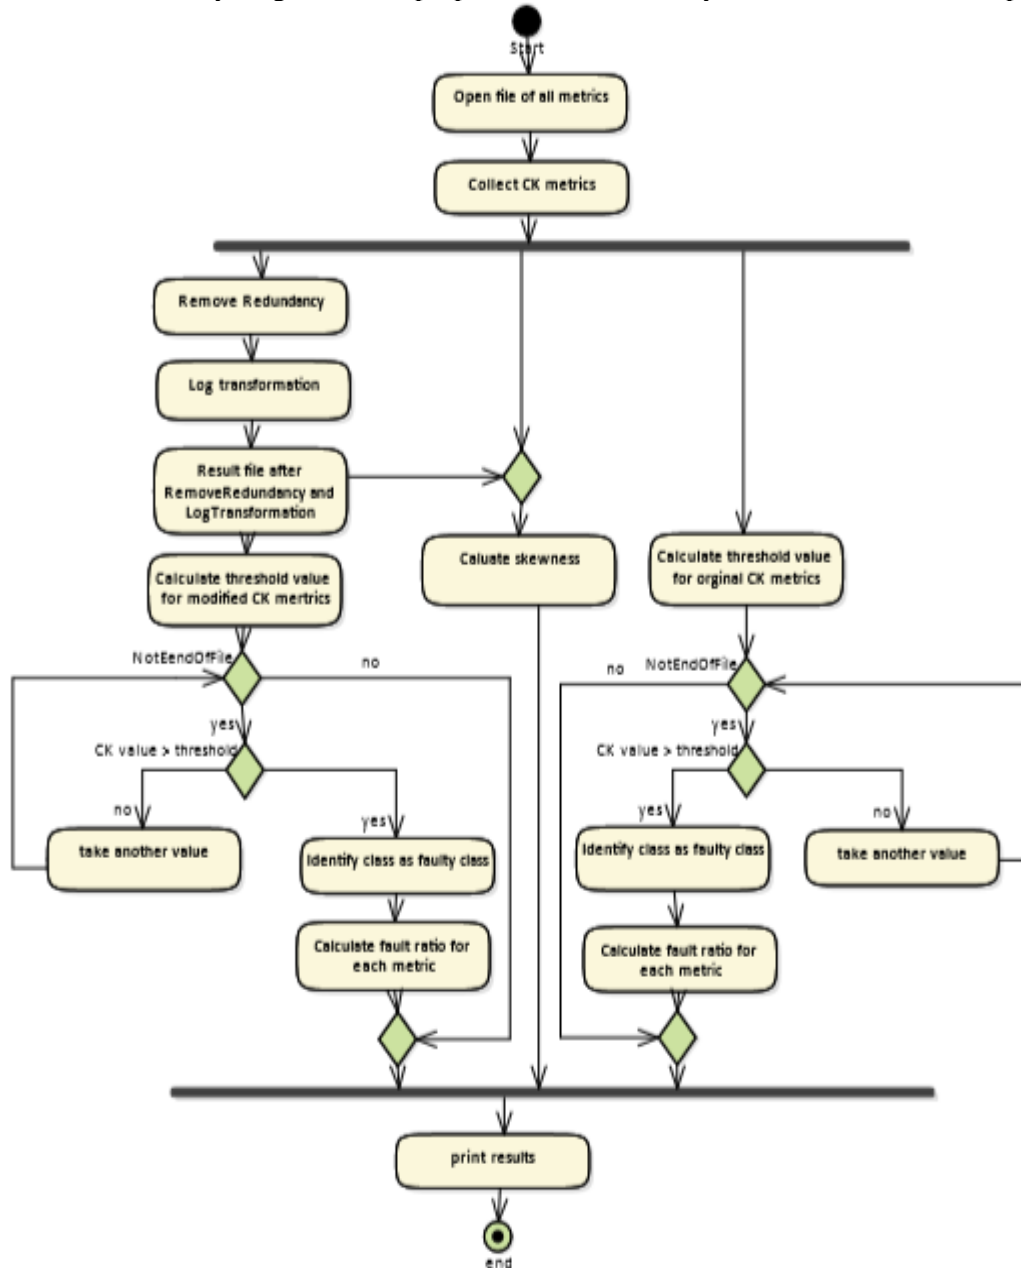 Start
Open file of all metrics
Collect CK metrics
Remove Redundancy
Log transformation
Result file after
RemoveRedundancy and
LogTransformation
Caluate skewness
Calculate threshold value
for orginal CK metrics
Calculate threshold value
for modified CK mertrics
NotEendOfFile
no
no
NotEndOfFile
yes
CK value > threshold
yes
CK value > threshold
no
take another value
yes
Identify class as faulty class
yes
Identify class as faulty class
no
take another value
Calculate fault ratio for
each metric
Calculate fault ratio for
each metric
print results
end